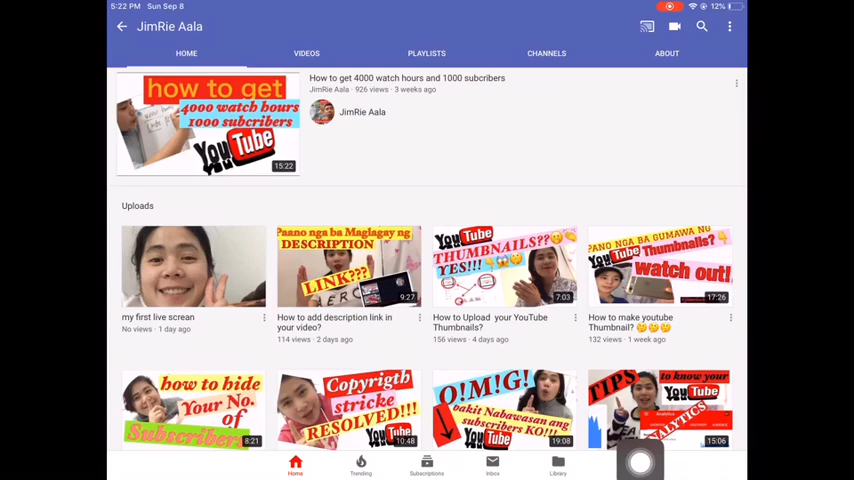 5:22 PM Sun Sep 8
12%
JimRie Aala
HOME VIDEOS PLAYLISTS CHANNELS ABOUT
how to get
4000 watch hours
1000 subcribers
YouTube
15:22
How to get 4000 watch hours and 1000 subcribers
JimRie Aala · 926 views · 3 weeks ago
JimRie Aala
Uploads
Paano nga ba Maglagay ng
DESCRIPTION
LINK???
9:27
YouTube
THUMBNAILS??
YES!!!
7:03
PANO NGA BA GUMAWA NG
YouTube Thumbnails?
watch out!
17:26
my first live screan
No views · 1 day ago
How to add description link in
your video?
114 views · 2 days ago
How to Upload your YouTube
Thumbnails?
156 views · 4 days ago
How to make youtube
Thumbnail? 🤔🤔🤔
132 views · 1 week ago
how to hide
Your No.
of
Subscribers
8:21
Copyrigth
stricke
RESOLVED!!!
YouTube
10:48
O!M!G!
bakit Nabawasan ang
subscribers KO!!!
YouTube
19:08
TIPS
to know your
YouTube
Analytics
ANALYTICS
15:06
Home Trending Subscriptions Inbox Library